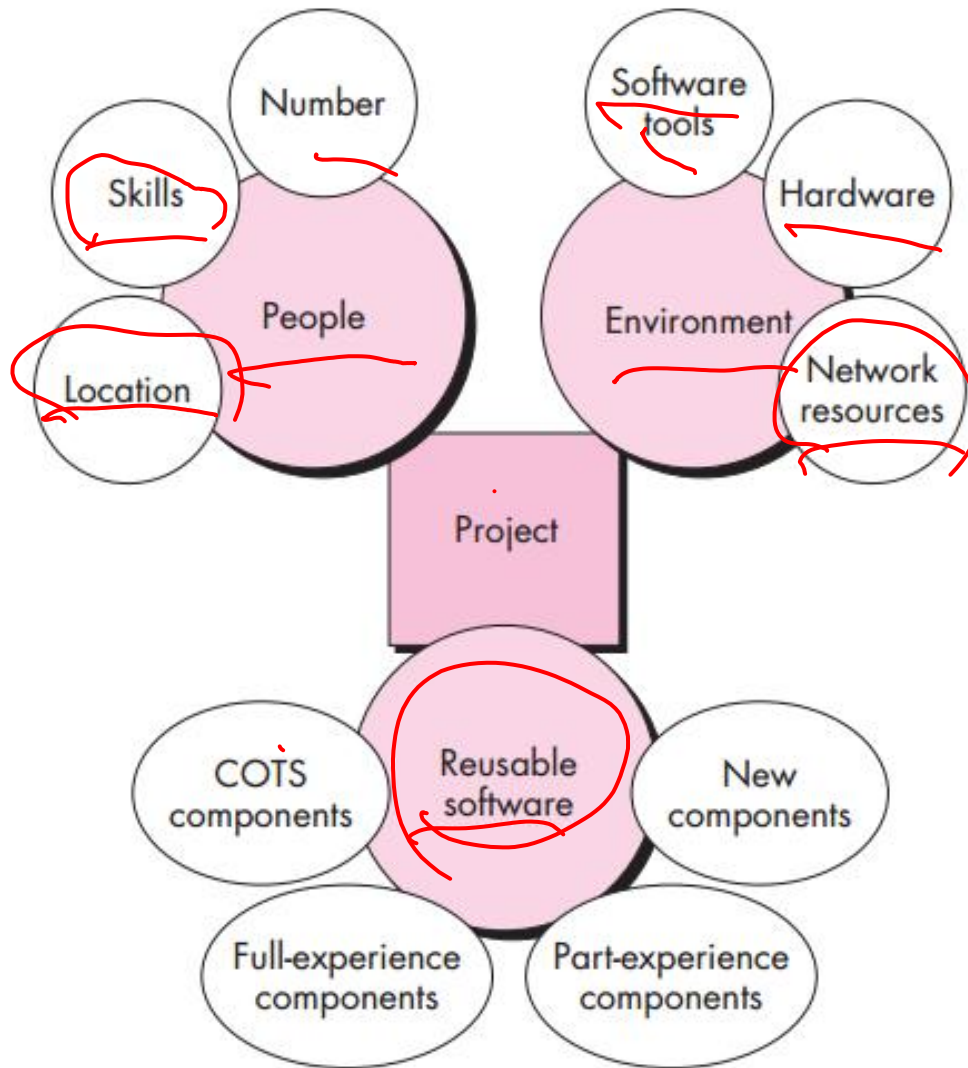 Number
Skills
People
Location
Software
tools
Hardware
Environment
Network
resources
Project
COTS
components
Reusable
software
New
components
Full-experience
components
Part-experience
components